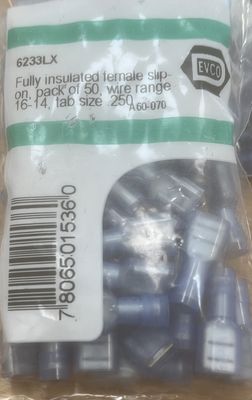 6233LX
EVCO
Fully insulated female slip-
on, pack of 50, wire range
16-14, tab size .250
A60-070
780650153600